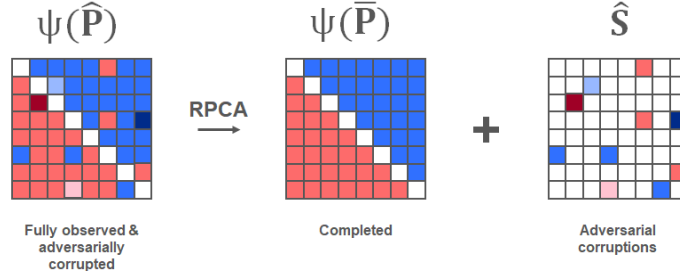 ψ(P̂) ψ(P̄) Ŝ
RPCA
+
Fully observed &
adversarially
corrupted
Completed
Adversarial
corruptions